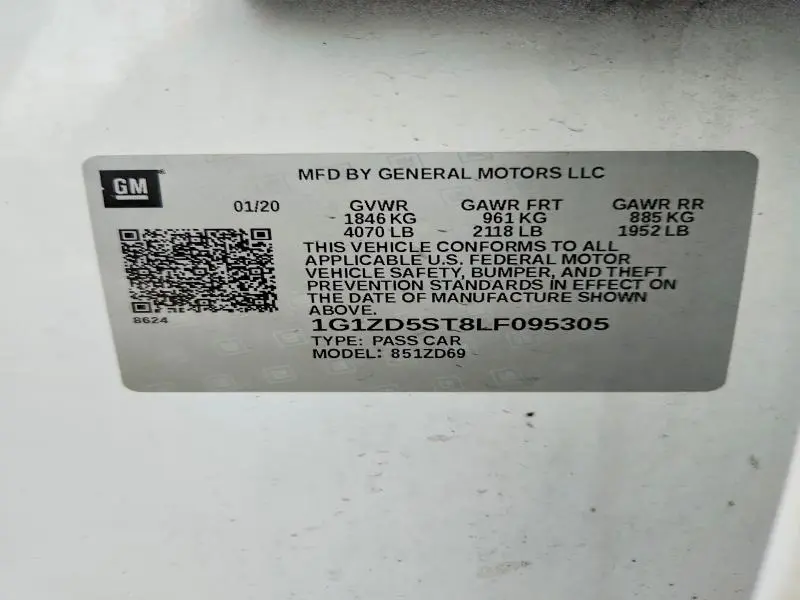 GM
MFD BY GENERAL MOTORS LLC
01/20 GVWR GAWR FRT GAWR RR
1846 KG 961 KG 885 KG
4070 LB 2118 LB 1952 LB
THIS VEHICLE CONFORMS TO ALL
APPLICABLE U.S. FEDERAL MOTOR
VEHICLE SAFETY, BUMPER, AND THEFT
PREVENTION STANDARDS IN EFFECT ON
THE DATE OF MANUFACTURE SHOWN
ABOVE.
8624
1G1ZD5ST8LF095305
TYPE: PASS CAR
MODEL: 851ZD69